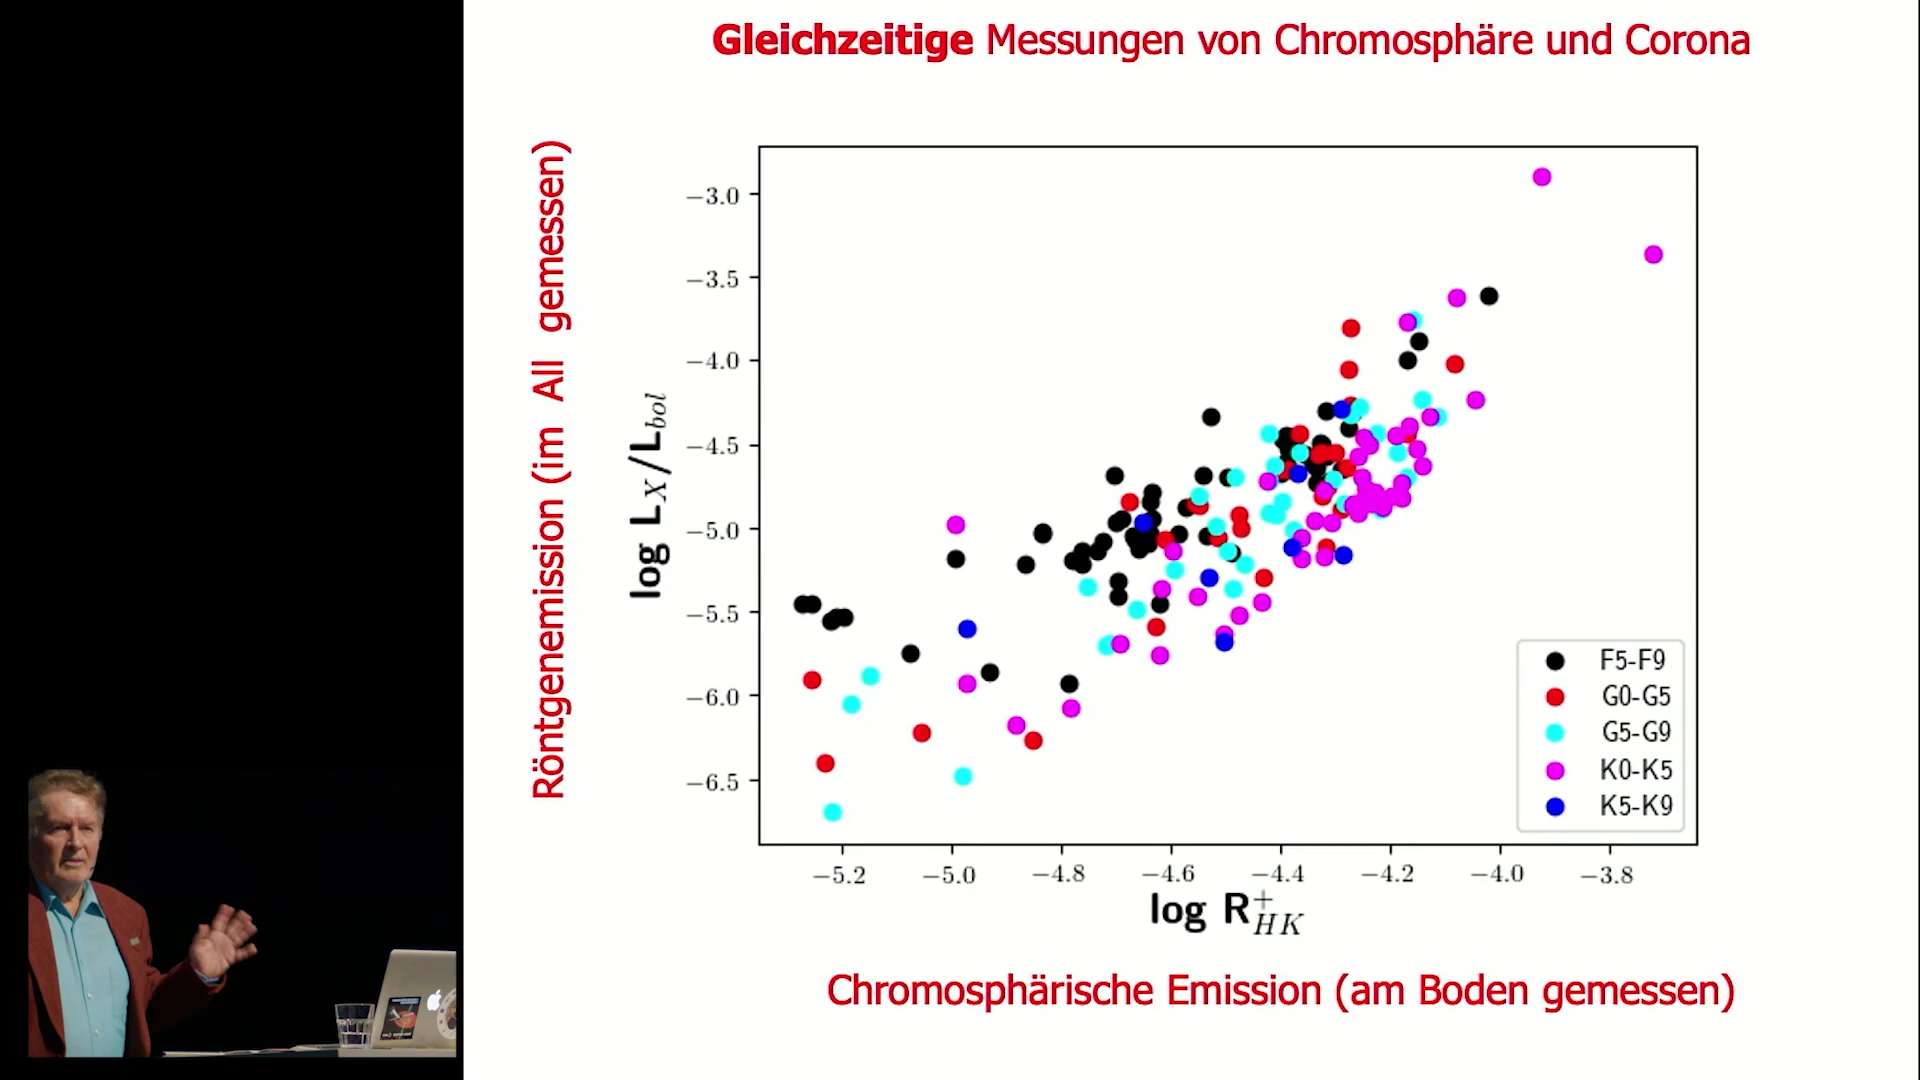 Gleichzeitige Messungen von Chromosphäre und Corona
Röntgenemission (im All gemessen)
log L_X/L_bol
−3.0
−3.5
−4.0
−4.5
−5.0
−5.5
−6.0
−6.5
F5-F9
G0-G5
G5-G9
K0-K5
K5-K9
−5.2 −5.0 −4.8 −4.6 −4.4 −4.2 −4.0 −3.8
log R^+_HK
Chromosphärische Emission (am Boden gemessen)